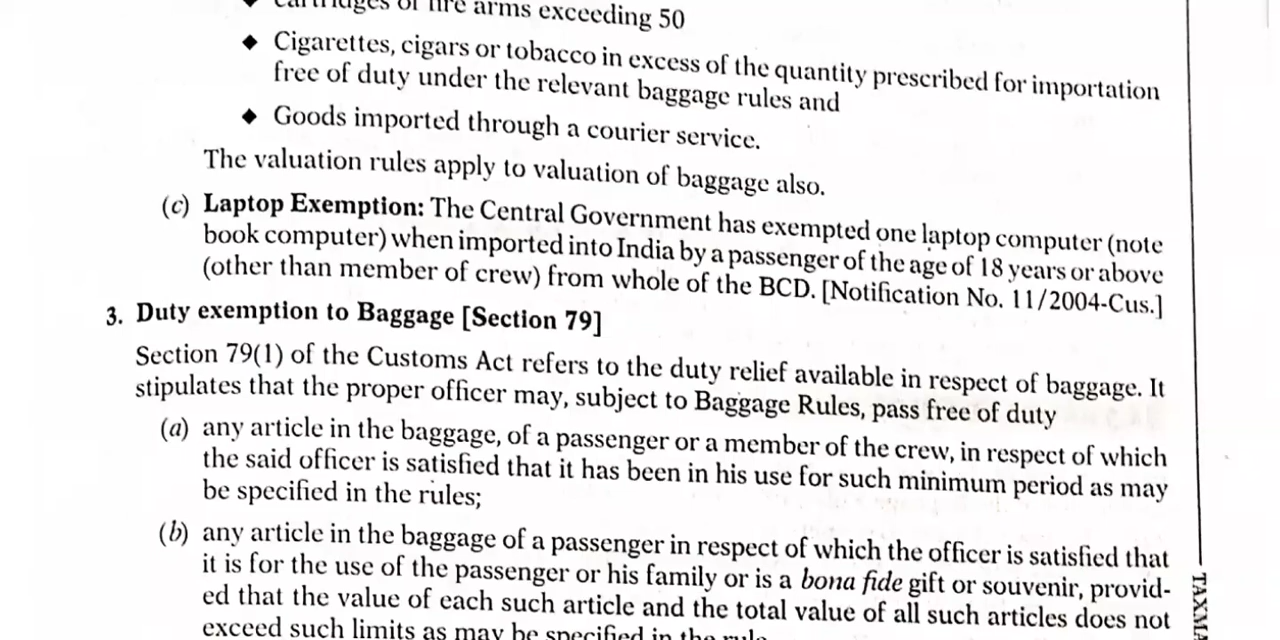 cartridges of fire arms exceeding 50
◆ Cigarettes, cigars or tobacco in excess of the quantity prescribed for importation
free of duty under the relevant baggage rules and
◆ Goods imported through a courier service.
The valuation rules apply to valuation of baggage also.
(c) Laptop Exemption: The Central Government has exempted one laptop computer (note
book computer) when imported into India by a passenger of the age of 18 years or above
(other than member of crew) from whole of the BCD. [Notification No. 11/2004-Cus.]
3. Duty exemption to Baggage [Section 79]
Section 79(1) of the Customs Act refers to the duty relief available in respect of baggage. It
stipulates that the proper officer may, subject to Baggage Rules, pass free of duty
(a) any article in the baggage, of a passenger or a member of the crew, in respect of which
the said officer is satisfied that it has been in his use for such minimum period as may
be specified in the rules;
(b) any article in the baggage of a passenger in respect of which the officer is satisfied that
it is for the use of the passenger or his family or is a bona fide gift or souvenir, provid-
ed that the value of each such article and the total value of all such articles does not
exceed such limits as may be specified in the
TAXMA